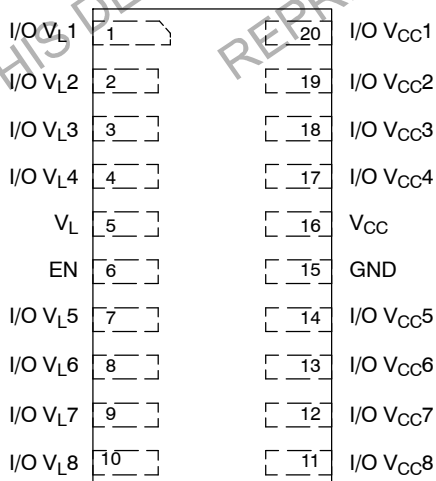 I/O VL1 1 20 I/O VCC1
I/O VL2 2 19 I/O VCC2
I/O VL3 3 18 I/O VCC3
I/O VL4 4 17 I/O VCC4
VL 5 16 VCC
EN 6 15 GND
I/O VL5 7 14 I/O VCC5
I/O VL6 8 13 I/O VCC6
I/O VL7 9 12 I/O VCC7
I/O VL8 10 11 I/O VCC8